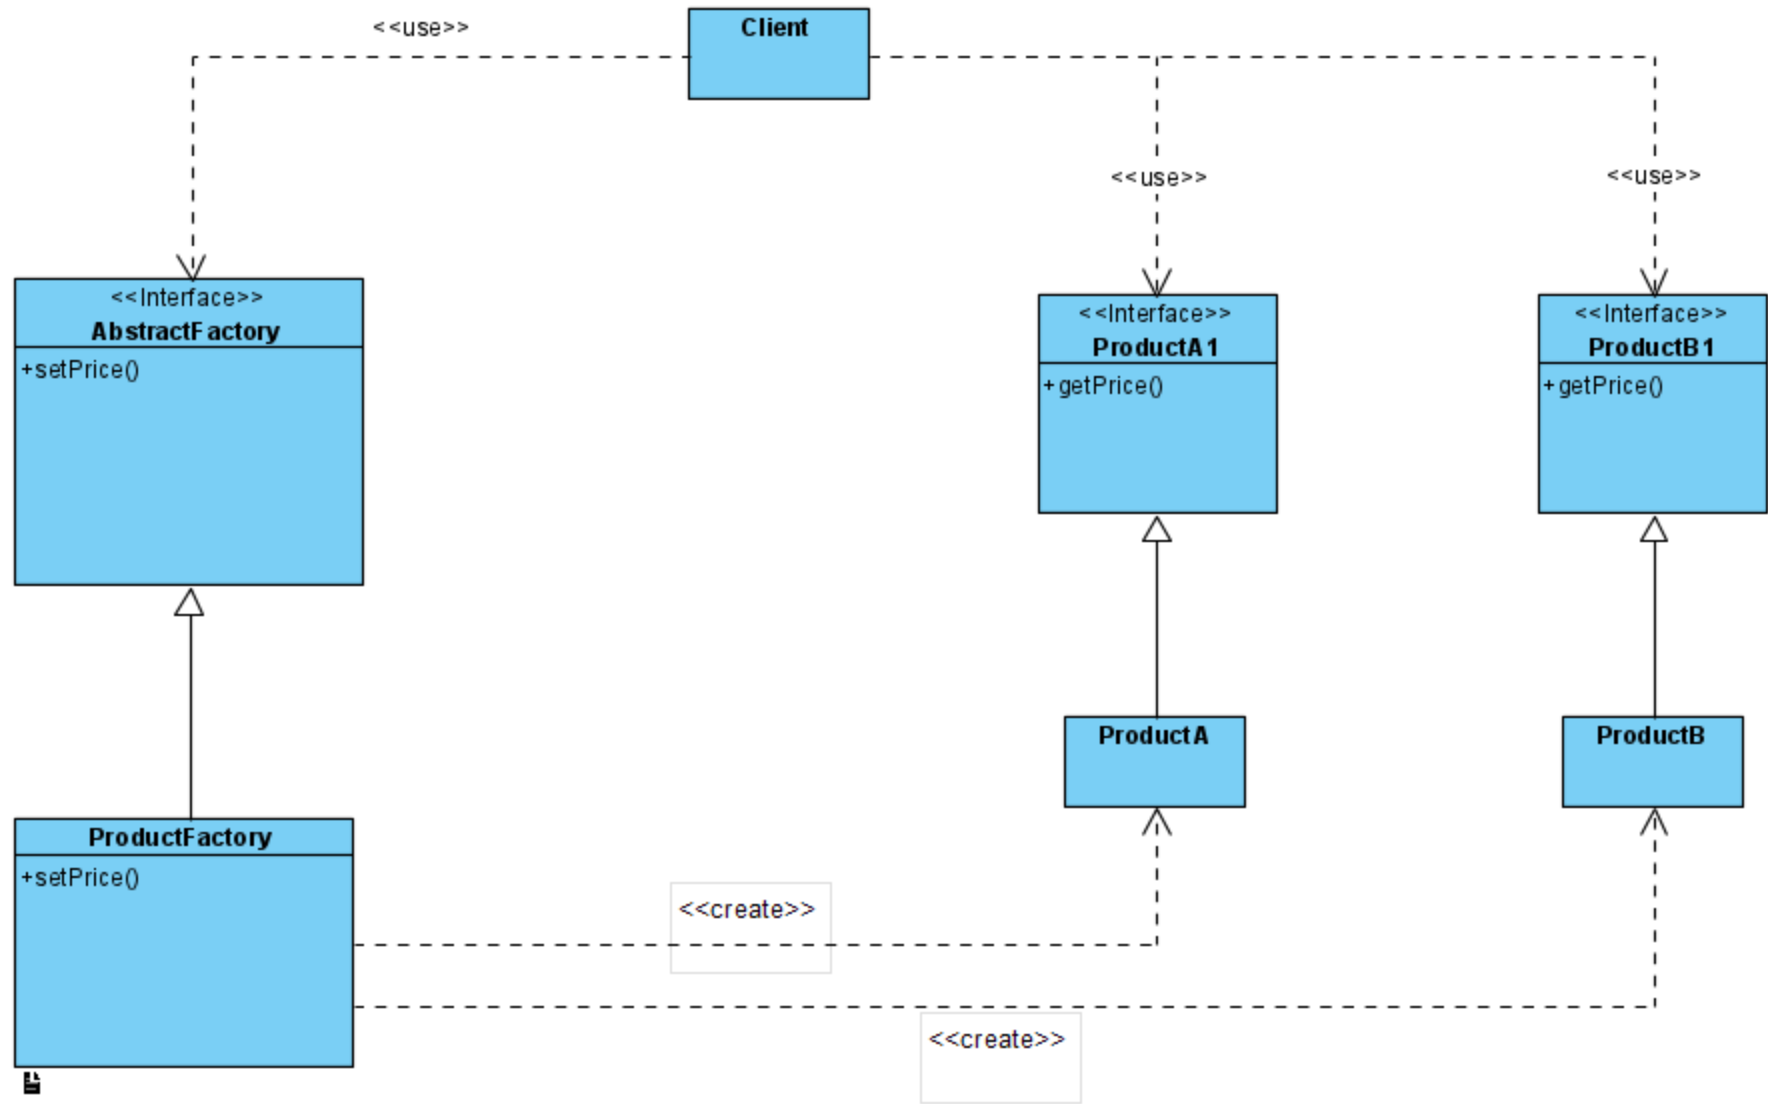 <<use>>
Client
<<use>>
<<use>>
<<Interface>>
AbstractFactory
+setPrice()
<<Interface>>
ProductA1
+getPrice()
<<Interface>>
ProductB1
+getPrice()
ProductA
ProductB
ProductFactory
+setPrice()
<<create>>
<<create>>